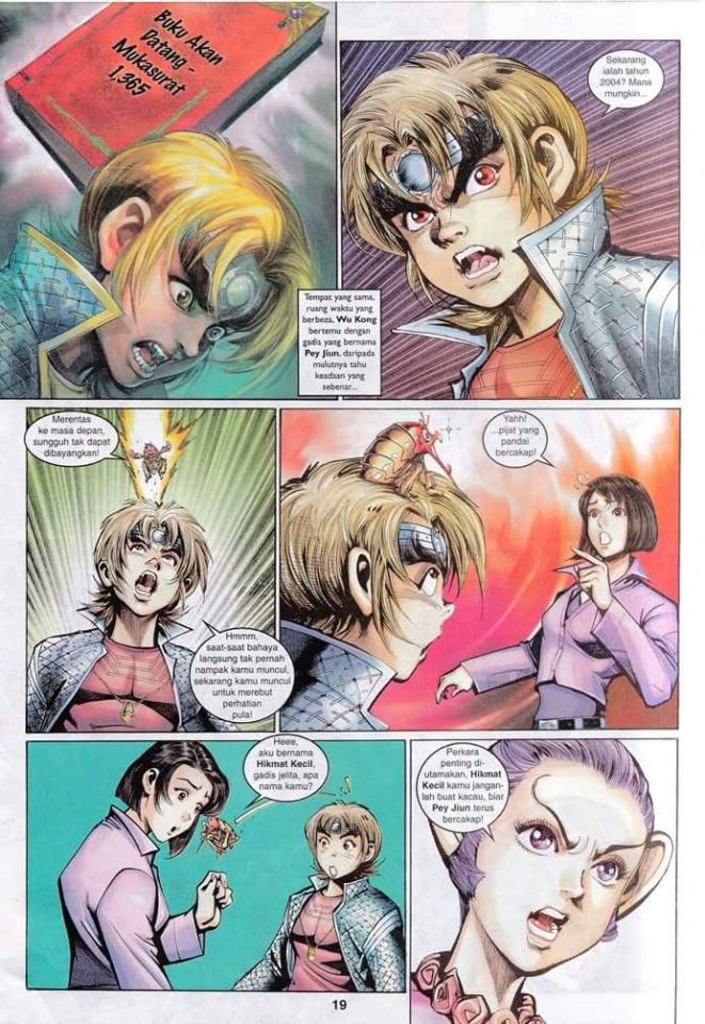 Buku Akan
Datang -
Mukasurat
1,365
Sekarang
ialah tahun
2004? Mana
mungkin...
Tempat yang sama,
ruang waktu yang
berbeza, Wu Kong
bertemu dengan
gadis yang bernama
Pey Jiun, daripada
mulutnya tahu
keadaan yang
sebenar...
Merentas
ke masa depan,
sungguh tak dapat
dibayangkan!
Hmmm,
saat-saat bahaya
langsung tak pernah
nampak kamu muncul,
sekarang kamu muncul
untuk merebut
perhatian
pula!
Yahh!
...pijat yang
pandai
bercakap!
Heee,
aku bernama
Hikmat Kecil,
gadis jelita, apa
nama kamu?
Perkara
penting di-
utamakan, Hikmat
Kecil kamu jangan-
lah buat kacau, biar
Pey Jiun terus
bercakap!
19